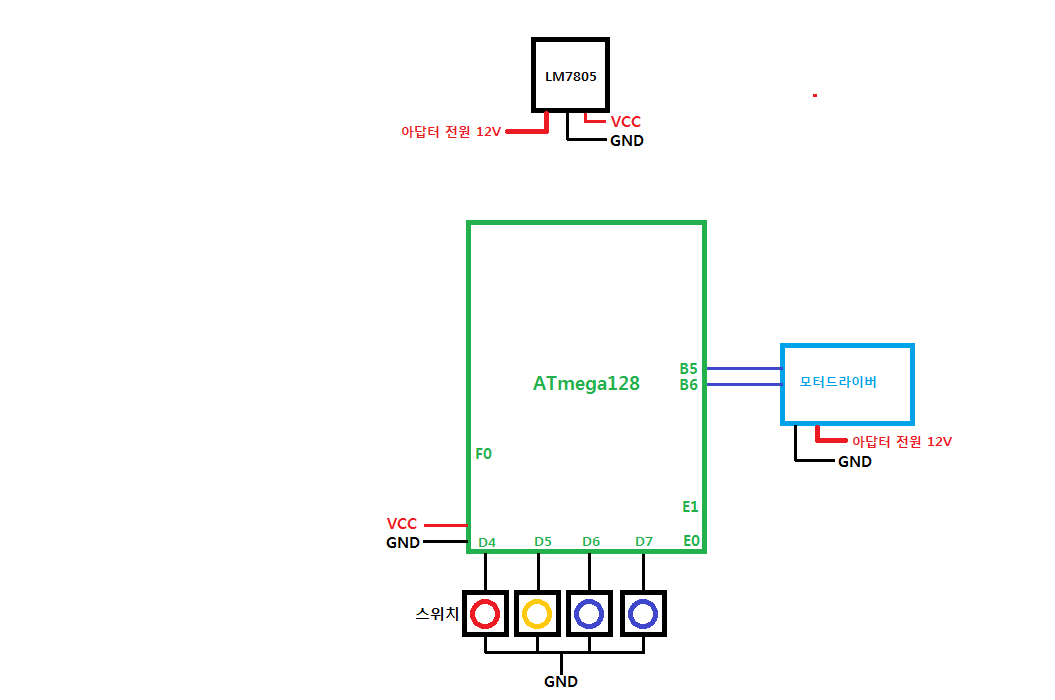 LM7805
아답터 전원 12V
VCC
GND
ATmega128
B5
B6
모터드라이버
아답터 전원 12V
GND
F0
E1
VCC
GND
D4
D5
D6
D7
E0
스위치
GND